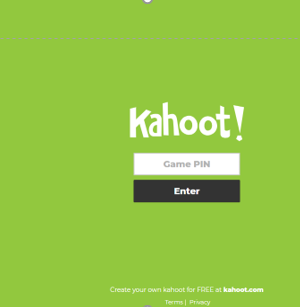 Kahoot!
Game PIN
Enter
Create your own kahoot for FREE at kahoot.com
Terms | Privacy